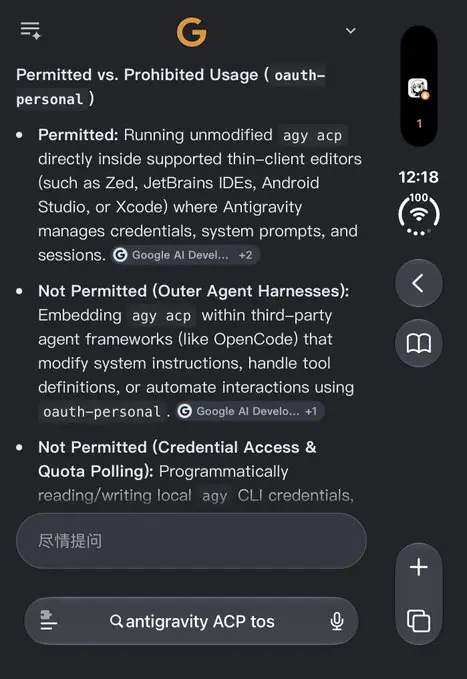 Permitted vs. Prohibited Usage ( oauth-
personal )
1
• Permitted: Running unmodified agy acp
directly inside supported thin-client editors
(such as Zed, JetBrains IDEs, Android
Studio, or Xcode) where Antigravity
manages credentials, system prompts, and
sessions. Google AI Devel... +2
12:18
100
• Not Permitted (Outer Agent Harnesses):
Embedding agy acp within third-party
agent frameworks (like OpenCode) that
modify system instructions, handle tool
definitions, or automate interactions using
oauth-personal . Google AI Develo... +1
• Not Permitted (Credential Access &
Quota Polling): Programmatically
reading/writing local agy CLI credentials,
尽情提问
antigravity ACP tos